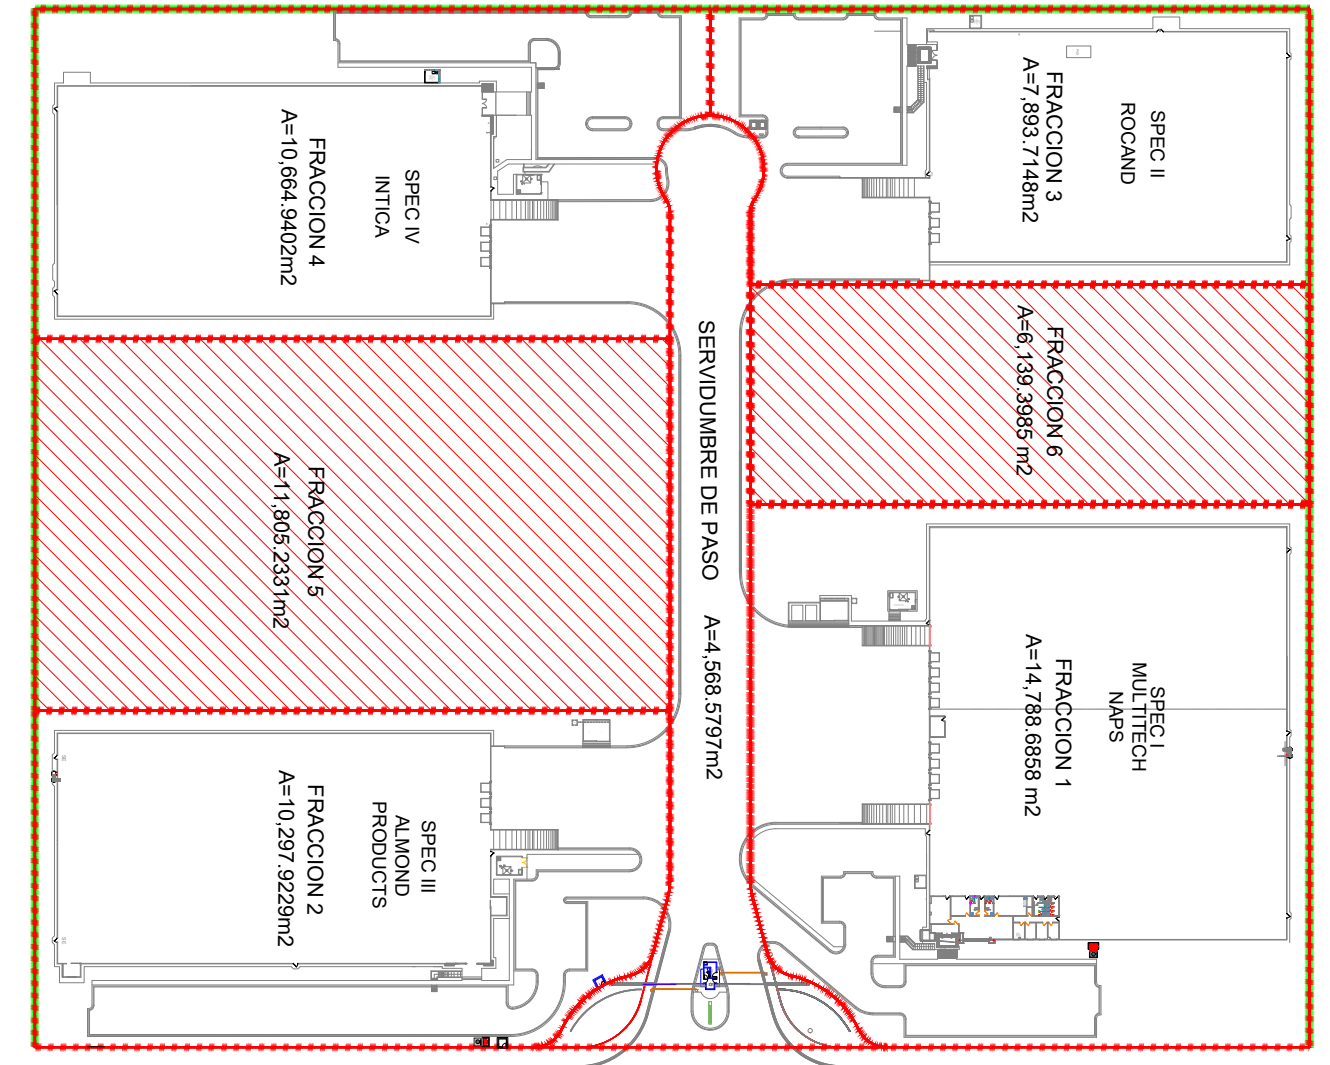 SPEC IV
INTICA
FRACCION 4
A=10,664.9402m2
SPEC II
ROCAND
FRACCION 3
A=7,893.7148m2
FRACCION 6
A=6,139.3985 m2
SERVIDUMBRE DE PASO A=4,568.5797m2
FRACCION 5
A=11,805.2331m2
SPEC I
MULTITECH
NAPS
FRACCION 1
A=14,788.6858 m2
SPEC III
ALMOND
PRODUCTS
FRACCION 2
A=10,297.9229m2